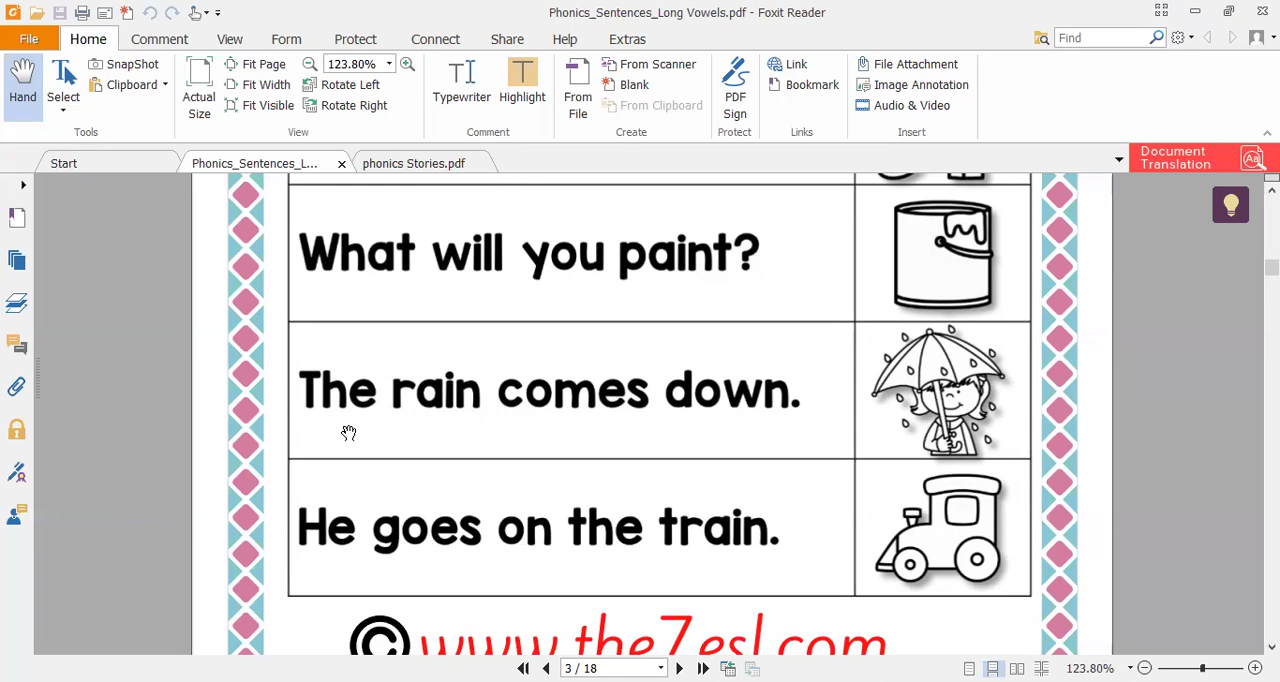 Phonics_Sentences_Long Vowels.pdf - Foxit Reader
File Home Comment View Form Protect Connect Share Help Extras Find
Hand Select SnapShot Clipboard Tools
Actual Size Fit Page Fit Width Fit Visible 123.80% Rotate Left Rotate Right View
Typewriter Highlight Comment
From File From Scanner Blank From Clipboard Create
PDF Sign Protect
Link Bookmark Links
File Attachment Image Annotation Audio & Video Insert
Start Phonics_Sentences_L... phonics Stories.pdf
Document Translation
What will you paint?
The rain comes down.
He goes on the train.
© www.the7esl.com
3 / 18 123.80%